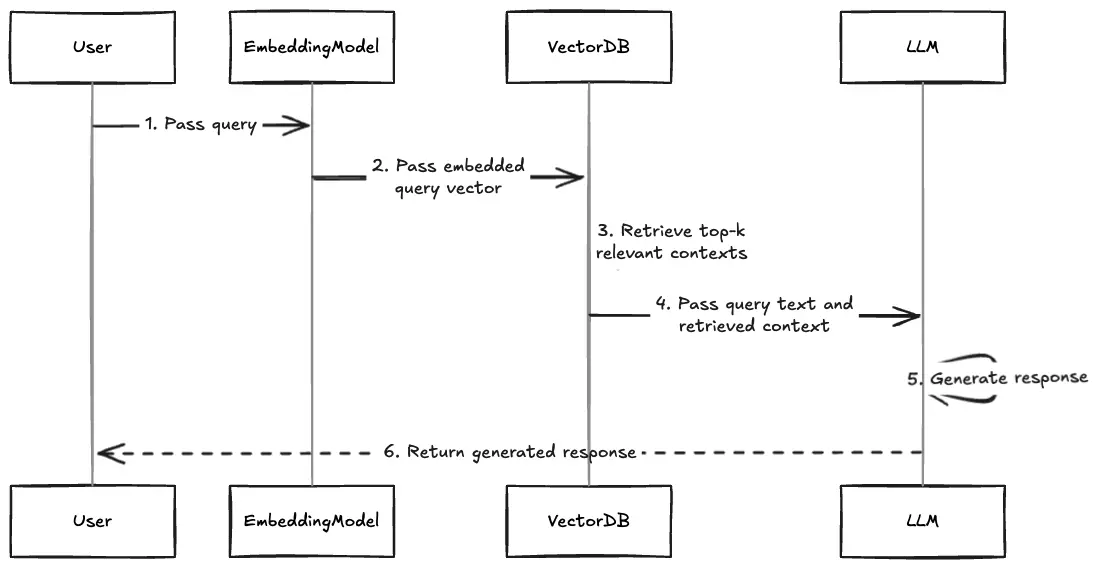 User
EmbeddingModel
VectorDB
LLM
1. Pass query
2. Pass embedded
query vector
3. Retrieve top-k
relevant contexts
4. Pass query text and
retrieved context
5. Generate response
6. Return generated response
User
EmbeddingModel
VectorDB
LLM